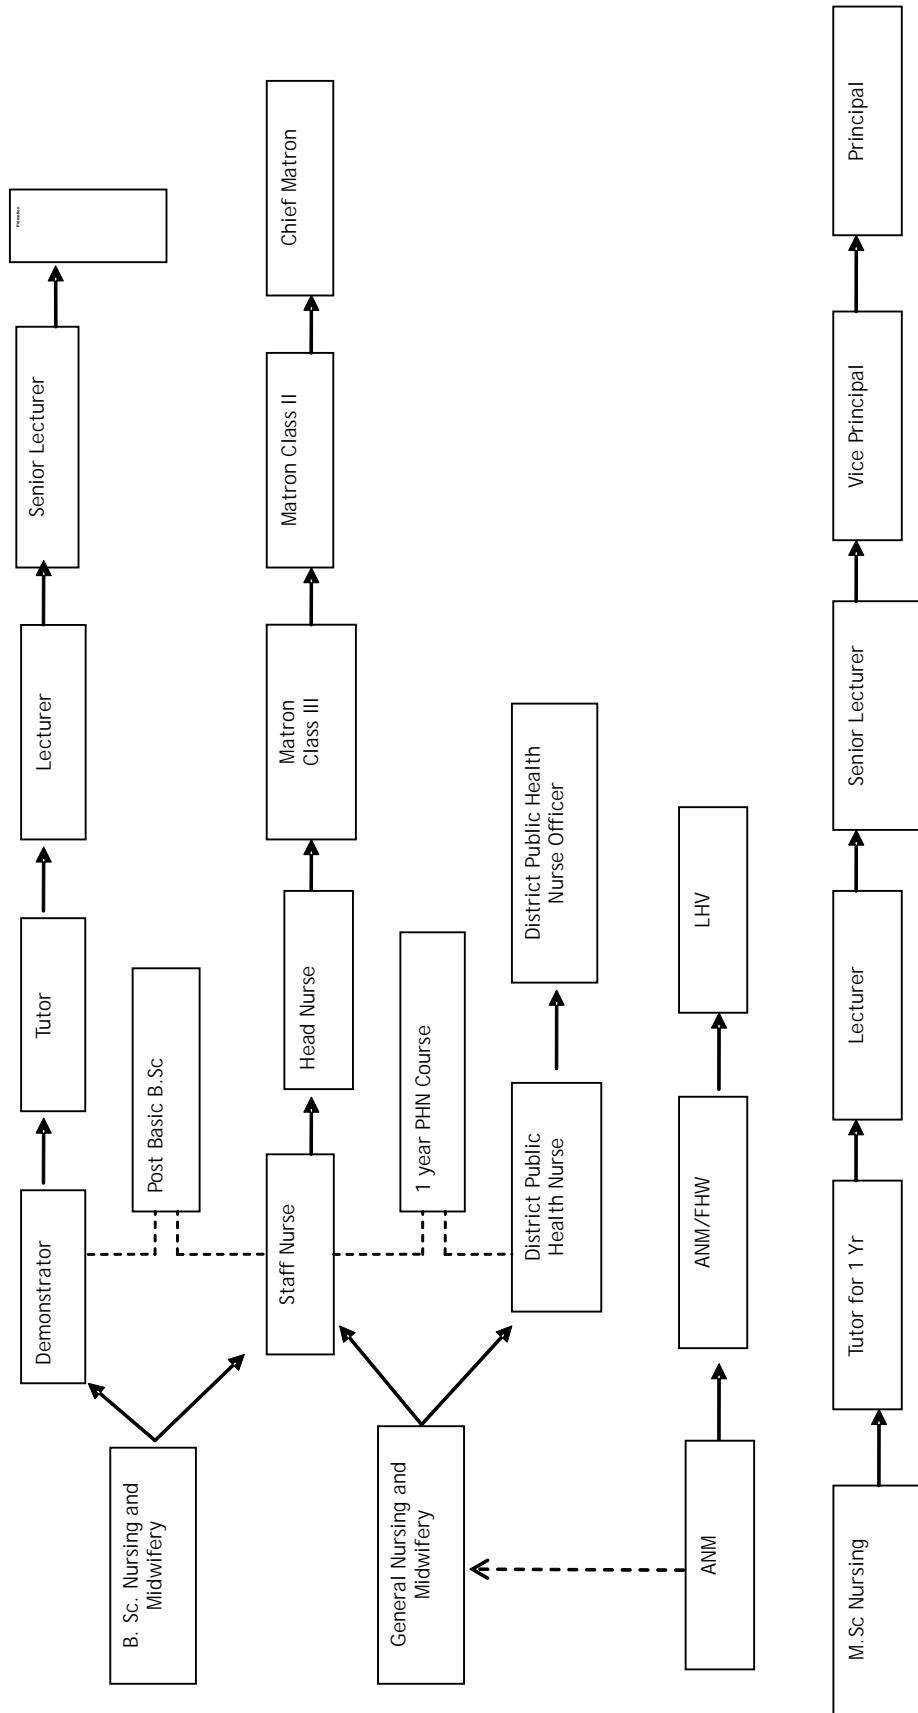 Demonstrator
Tutor
Lecturer
Senior Lecturer
B. Sc. Nursing and
Midwifery
Post Basic B.Sc
Staff Nurse
Head Nurse
Matron
Class III
Matron Class II
Chief Matron
General Nursing and
Midwifery
1 year PHN Course
District Public
Health Nurse
District Public Health
Nurse Officer
ANM
ANM/FHW
LHV
M.Sc Nursing
Tutor for 1 Yr
Lecturer
Senior Lecturer
Vice Principal
Principal